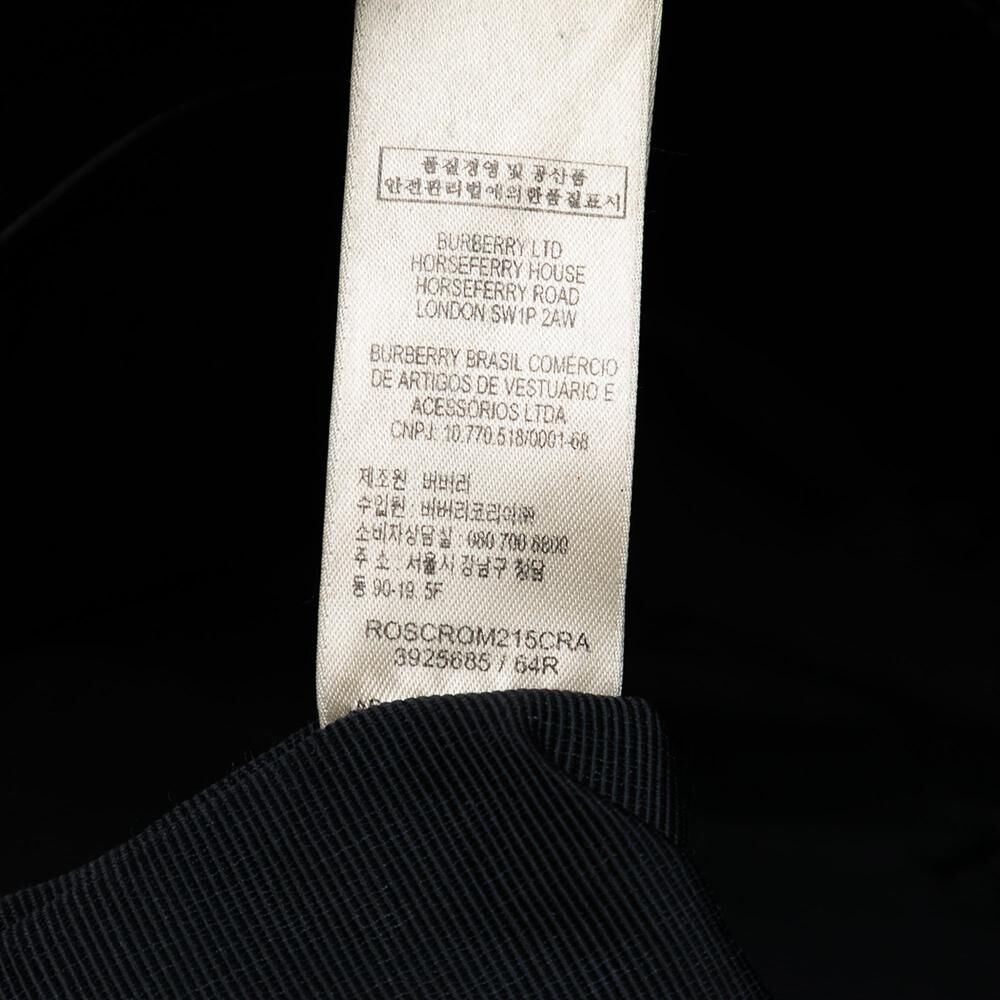 품질경영 및 공산품
안전관리법에의한품질표시
BURBERRY LTD
HORSEFERRY HOUSE
HORSEFERRY ROAD
LONDON SW1P 2AW
BURBERRY BRASIL COMÉRCIO
DE ARTIGOS DE VESTUÁRIO E
ACESSÓRIOS LTDA
CNPJ: 10.770.518/0001-68
제조원 버버리
수입원 버버리코리아㈜
소비자상담실 080 700 8800
주 소 서울시 강남구 청담
동 90-19. 5F
ROSCROM215CRA
3925685 / 64R